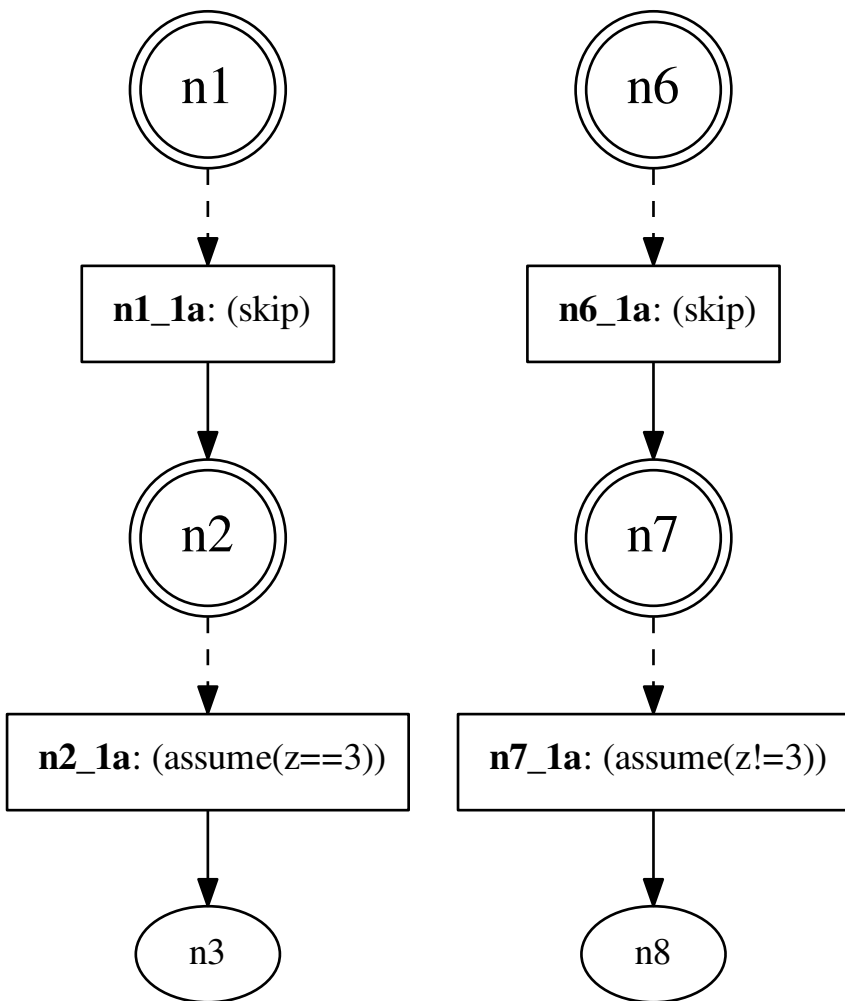 n1
n6
n1_1a: (skip)
n6_1a: (skip)
n2
n7
n2_1a: (assume(z==3))
n7_1a: (assume(z!=3))
n3
n8